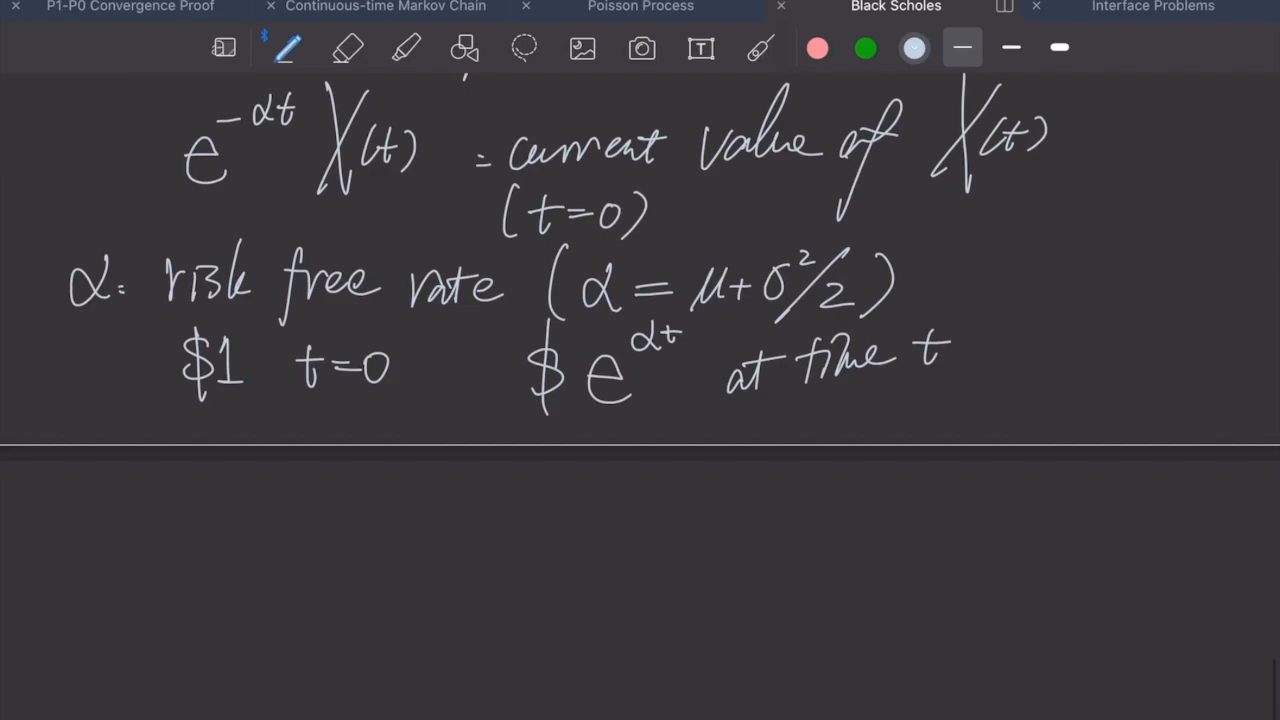 P1-P0 Convergence Proof Continuous-time Markov Chain Poisson Process Black Scholes Interface Problems
T
e^{-αt} X(t) = current value of X(t)
(t=0)
α: risk free rate (α = μ+σ²/2)
$1 t=0 $ e^{αt} at time t